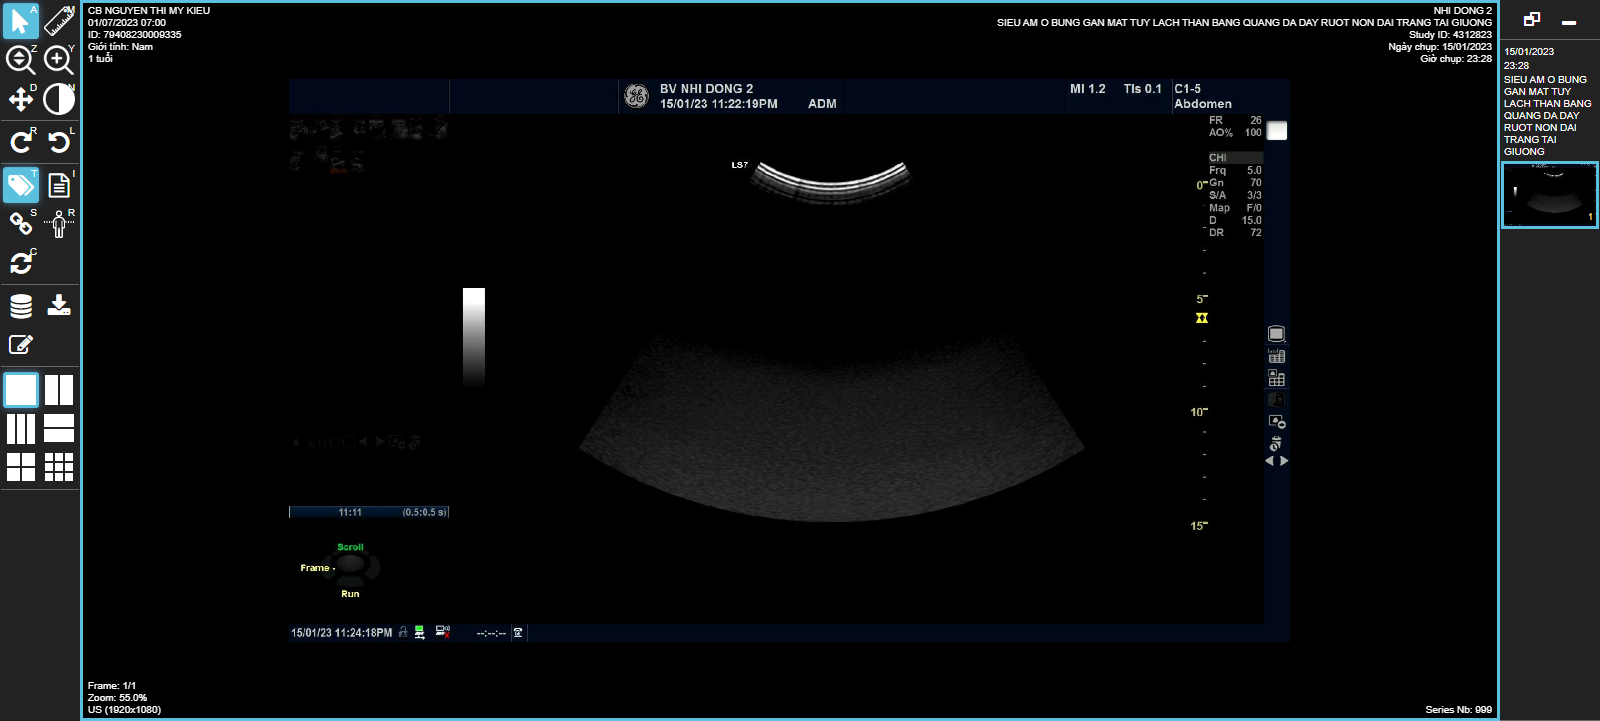 A
M
Z
Y
D
N
R
L
T
I
S
R
C
CB NGUYEN THI MY KIEU
01/07/2023 07:00
ID: 79408230009335
Giới tính: Nam
1 tuổi
NHI DONG 2
SIEU AM O BUNG GAN MAT TUY LACH THAN BANG QUANG DA DAY RUOT NON DAI TRANG TAI GIUONG
Study ID: 4312823
Ngày chụp: 15/01/2023
Giờ chụp: 23:28
BV NHI DONG 2
15/01/23 11:22:19PM ADM
MI 1.2 TIs 0.1 C1-5
Abdomen
FR 26
AO% 100
CHI
Frq 5.0
Gn 70
S/A 3/3
Map F/0
D 15.0
DR 72
LS7
0
5
10
15
11:11 (0.5:0.5 s)
Scroll
Frame -
Run
15/01/23 11:24:18PM --:--:--
Frame: 1/1
Zoom: 55.0%
US (1920x1080)
Series Nb: 999
15/01/2023
23:28
SIEU AM O BUNG
GAN MAT TUY
LACH THAN BANG
QUANG DA DAY
RUOT NON DAI
TRANG TAI
GIUONG
1